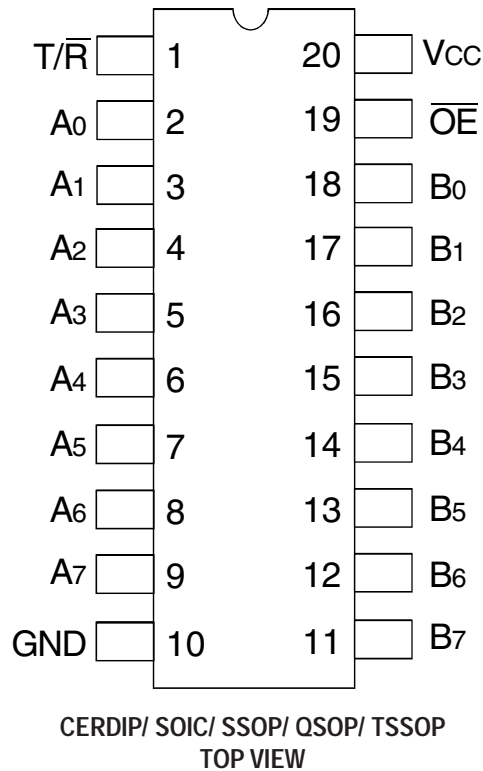 T/R̅ 1 20 VCC
A0 2 19 O̅E̅
A1 3 18 B0
A2 4 17 B1
A3 5 16 B2
A4 6 15 B3
A5 7 14 B4
A6 8 13 B5
A7 9 12 B6
GND 10 11 B7
CERDIP/ SOIC/ SSOP/ QSOP/ TSSOP
TOP VIEW